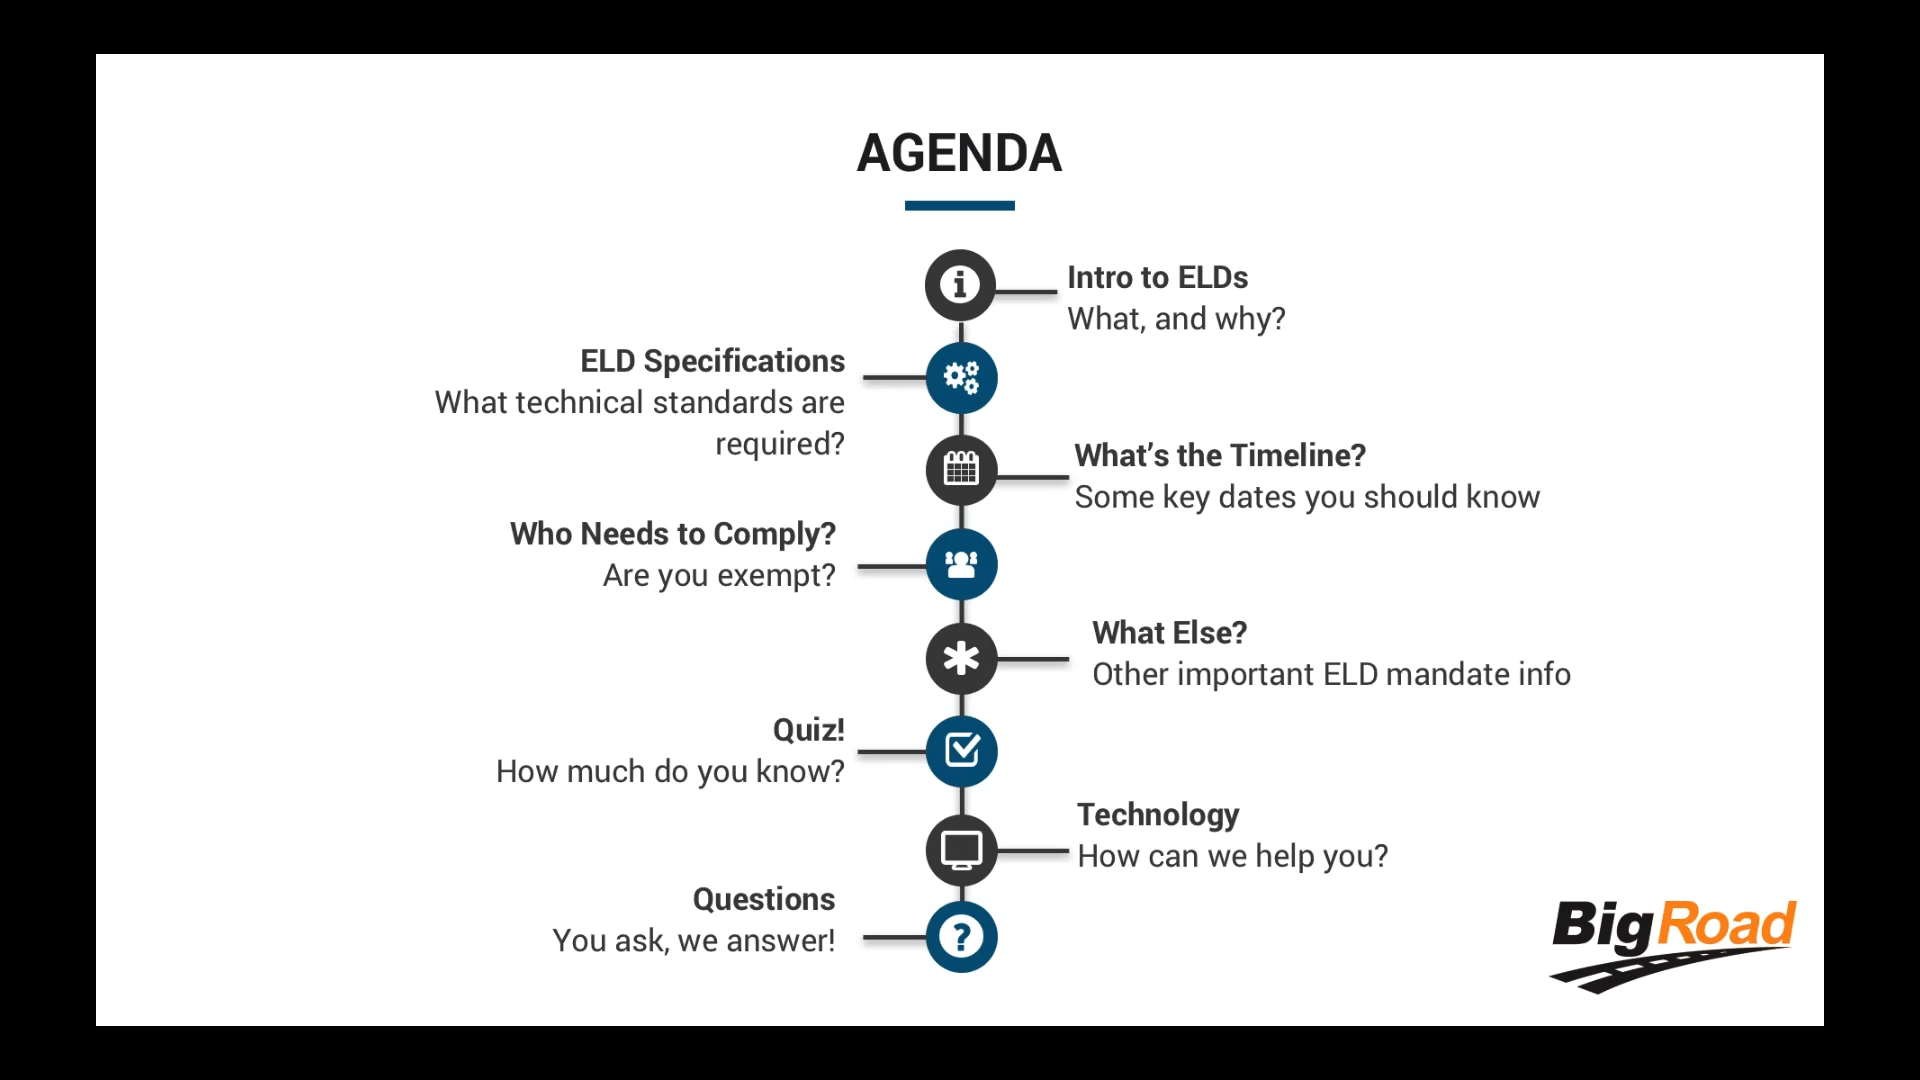 AGENDA
Intro to ELDs
What, and why?
ELD Specifications
What technical standards are
required?
What’s the Timeline?
Some key dates you should know
Who Needs to Comply?
Are you exempt?
What Else?
Other important ELD mandate info
Quiz!
How much do you know?
Technology
How can we help you?
Questions
You ask, we answer!
BigRoad